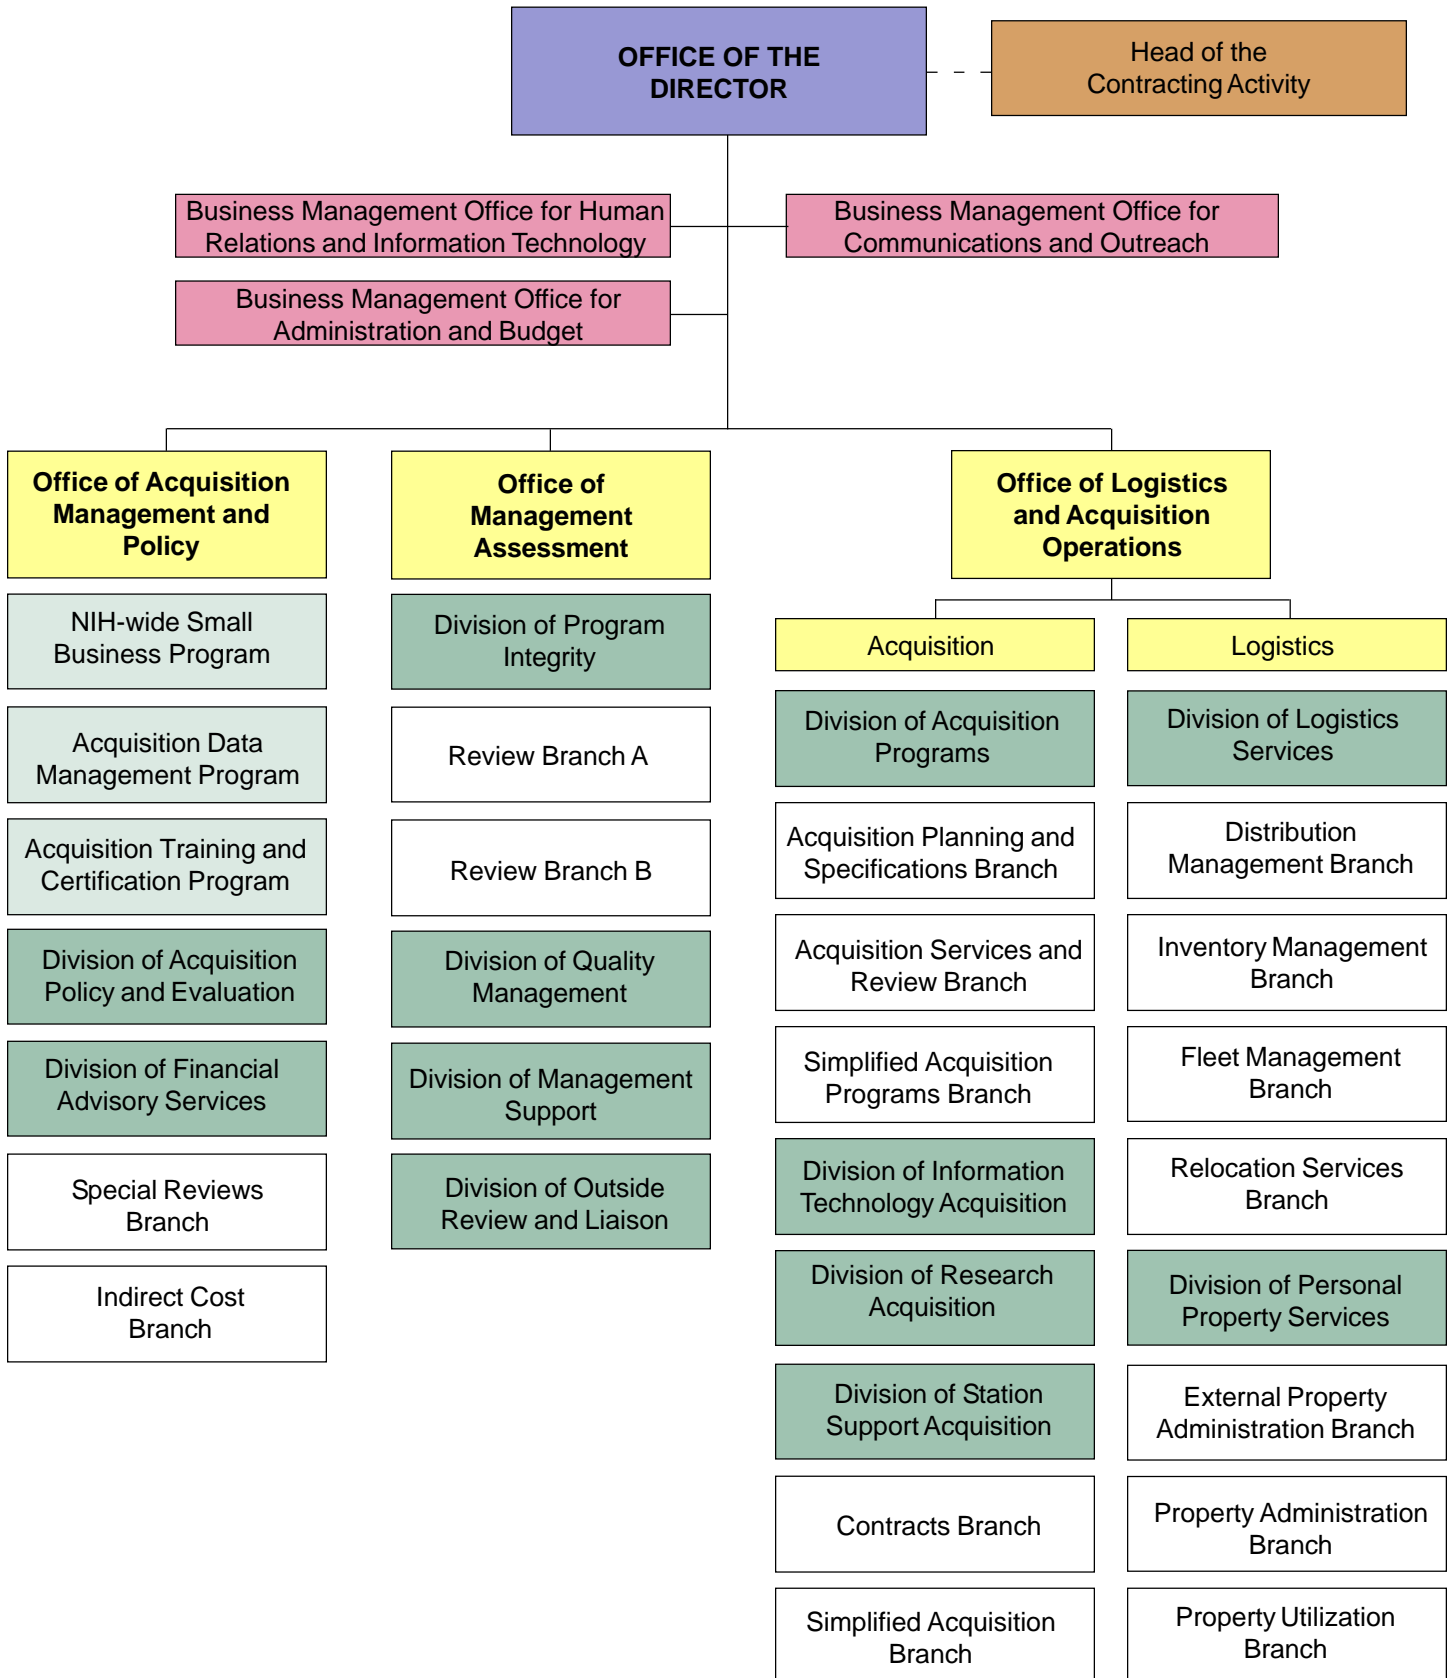 OFFICE OF THE
DIRECTOR
Head of the
Contracting Activity
Business Management Office for Human
Relations and Information Technology
Business Management Office for
Communications and Outreach
Business Management Office for
Administration and Budget
Office of Acquisition
Management and
Policy
NIH-wide Small
Business Program
Acquisition Data
Management Program
Acquisition Training and
Certification Program
Division of Acquisition
Policy and Evaluation
Division of Financial
Advisory Services
Special Reviews
Branch
Indirect Cost
Branch
Office of
Management
Assessment
Division of Program
Integrity
Review Branch A
Review Branch B
Division of Quality
Management
Division of Management
Support
Division of Outside
Review and Liaison
Office of Logistics
and Acquisition
Operations
Acquisition
Division of Acquisition
Programs
Acquisition Planning and
Specifications Branch
Acquisition Services and
Review Branch
Simplified Acquisition
Programs Branch
Division of Information
Technology Acquisition
Division of Research
Acquisition
Division of Station
Support Acquisition
Contracts Branch
Simplified Acquisition
Branch
Logistics
Division of Logistics
Services
Distribution
Management Branch
Inventory Management
Branch
Fleet Management
Branch
Relocation Services
Branch
Division of Personal
Property Services
External Property
Administration Branch
Property Administration
Branch
Property Utilization
Branch